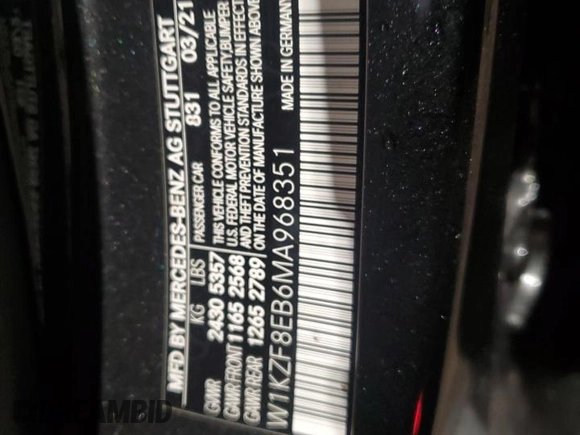 MFD BY MERCEDES-BENZ AG STUTTGART
KG LBS PASSENGER CAR 831 03/21
GVWR 2430 5357 THIS VEHICLE CONFORMS TO ALL APPLICABLE
GAWR FRONT 1165 2568 U.S. FEDERAL MOTOR VEHICLE SAFETY, BUMPER
GAWR REAR 1265 2789 AND THEFT PREVENTION STANDARDS IN EFFECT
ON THE DATE OF MANUFACTURE SHOWN ABOVE
W1KZF8EB6MA968351 MADE IN GERMANY